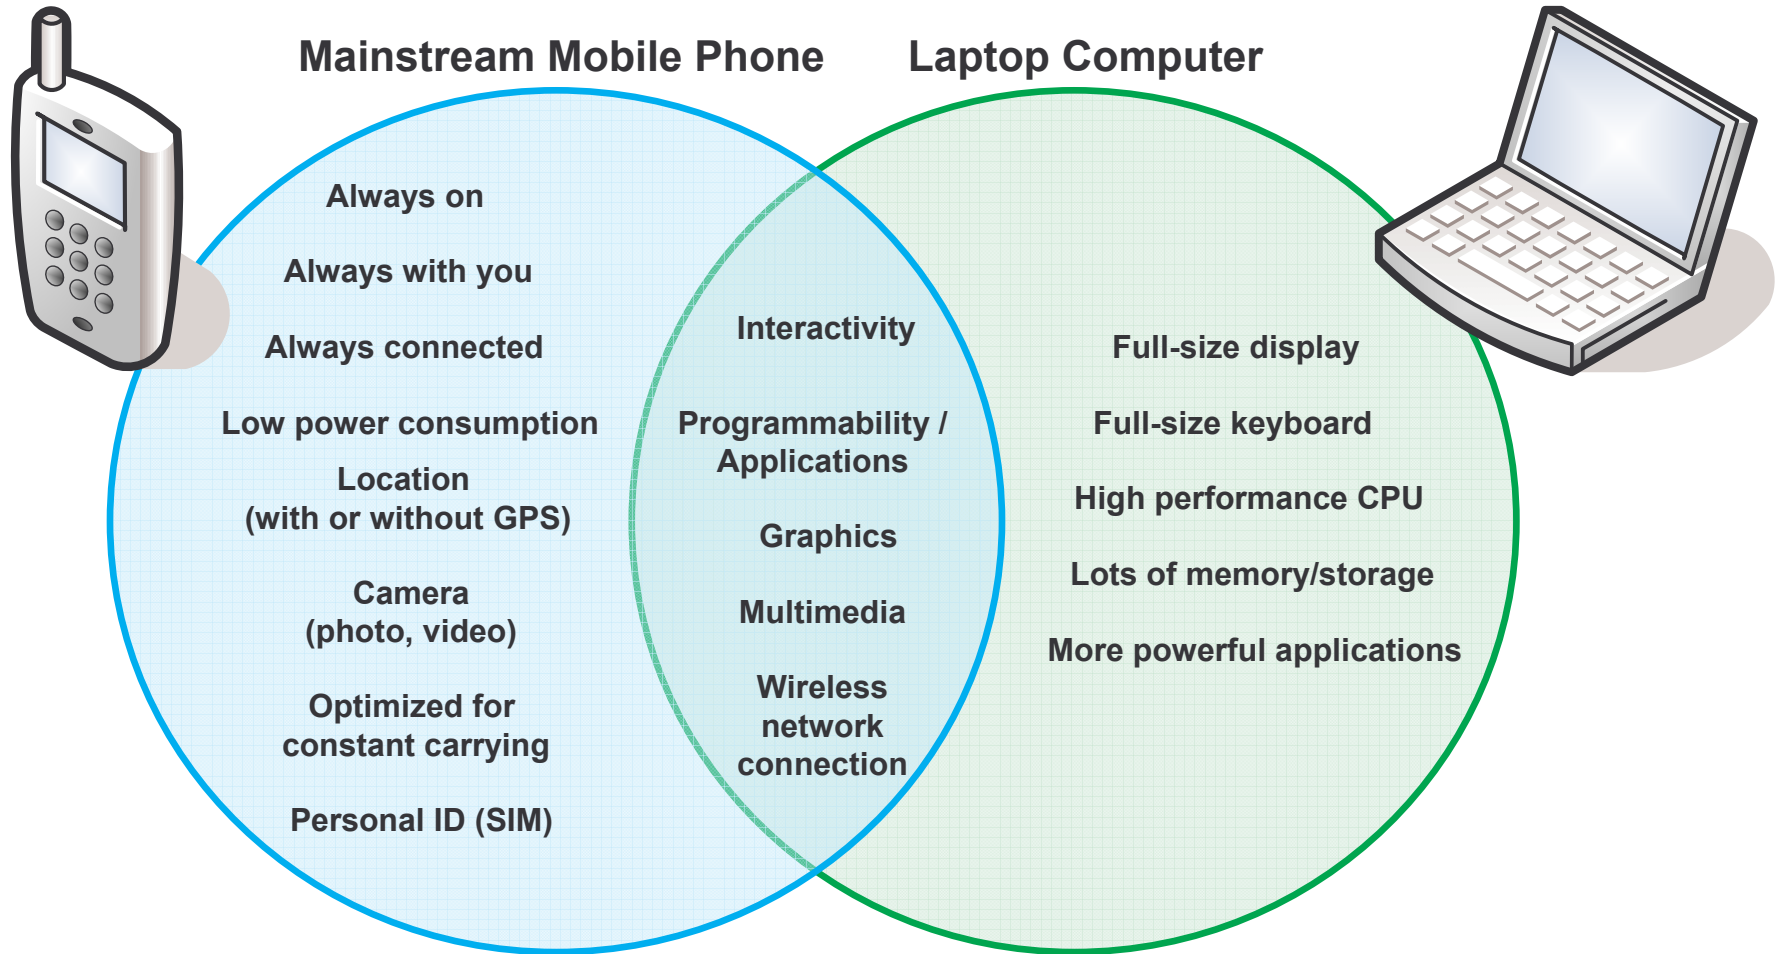 Mainstream Mobile Phone
Laptop Computer
Always on
Always with you
Always connected
Low power consumption
Location
(with or without GPS)
Camera
(photo, video)
Optimized for
constant carrying
Personal ID (SIM)
Interactivity
Programmability /
Applications
Graphics
Multimedia
Wireless
network
connection
Full-size display
Full-size keyboard
High performance CPU
Lots of memory/storage
More powerful applications